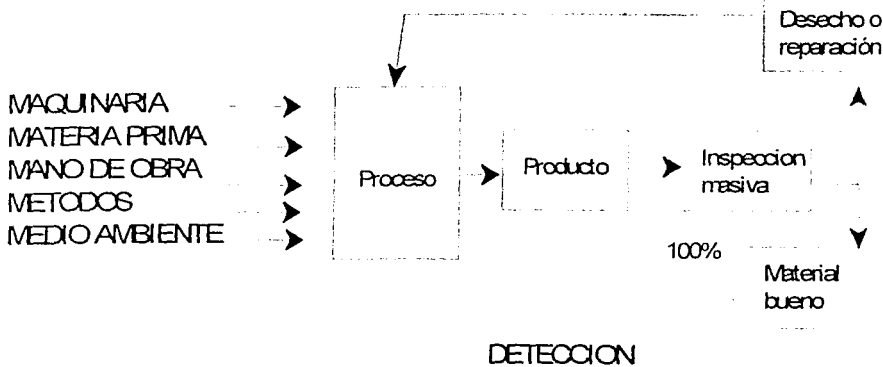 Desecho o
reparación
MAQUINARIA
MATERIA PRIMA
MANO DE OBRA
METODOS
MEDIO AMBIENTE
Proceso
Producto
Inspeccion
masiva
100%
Material
bueno
DETECCION